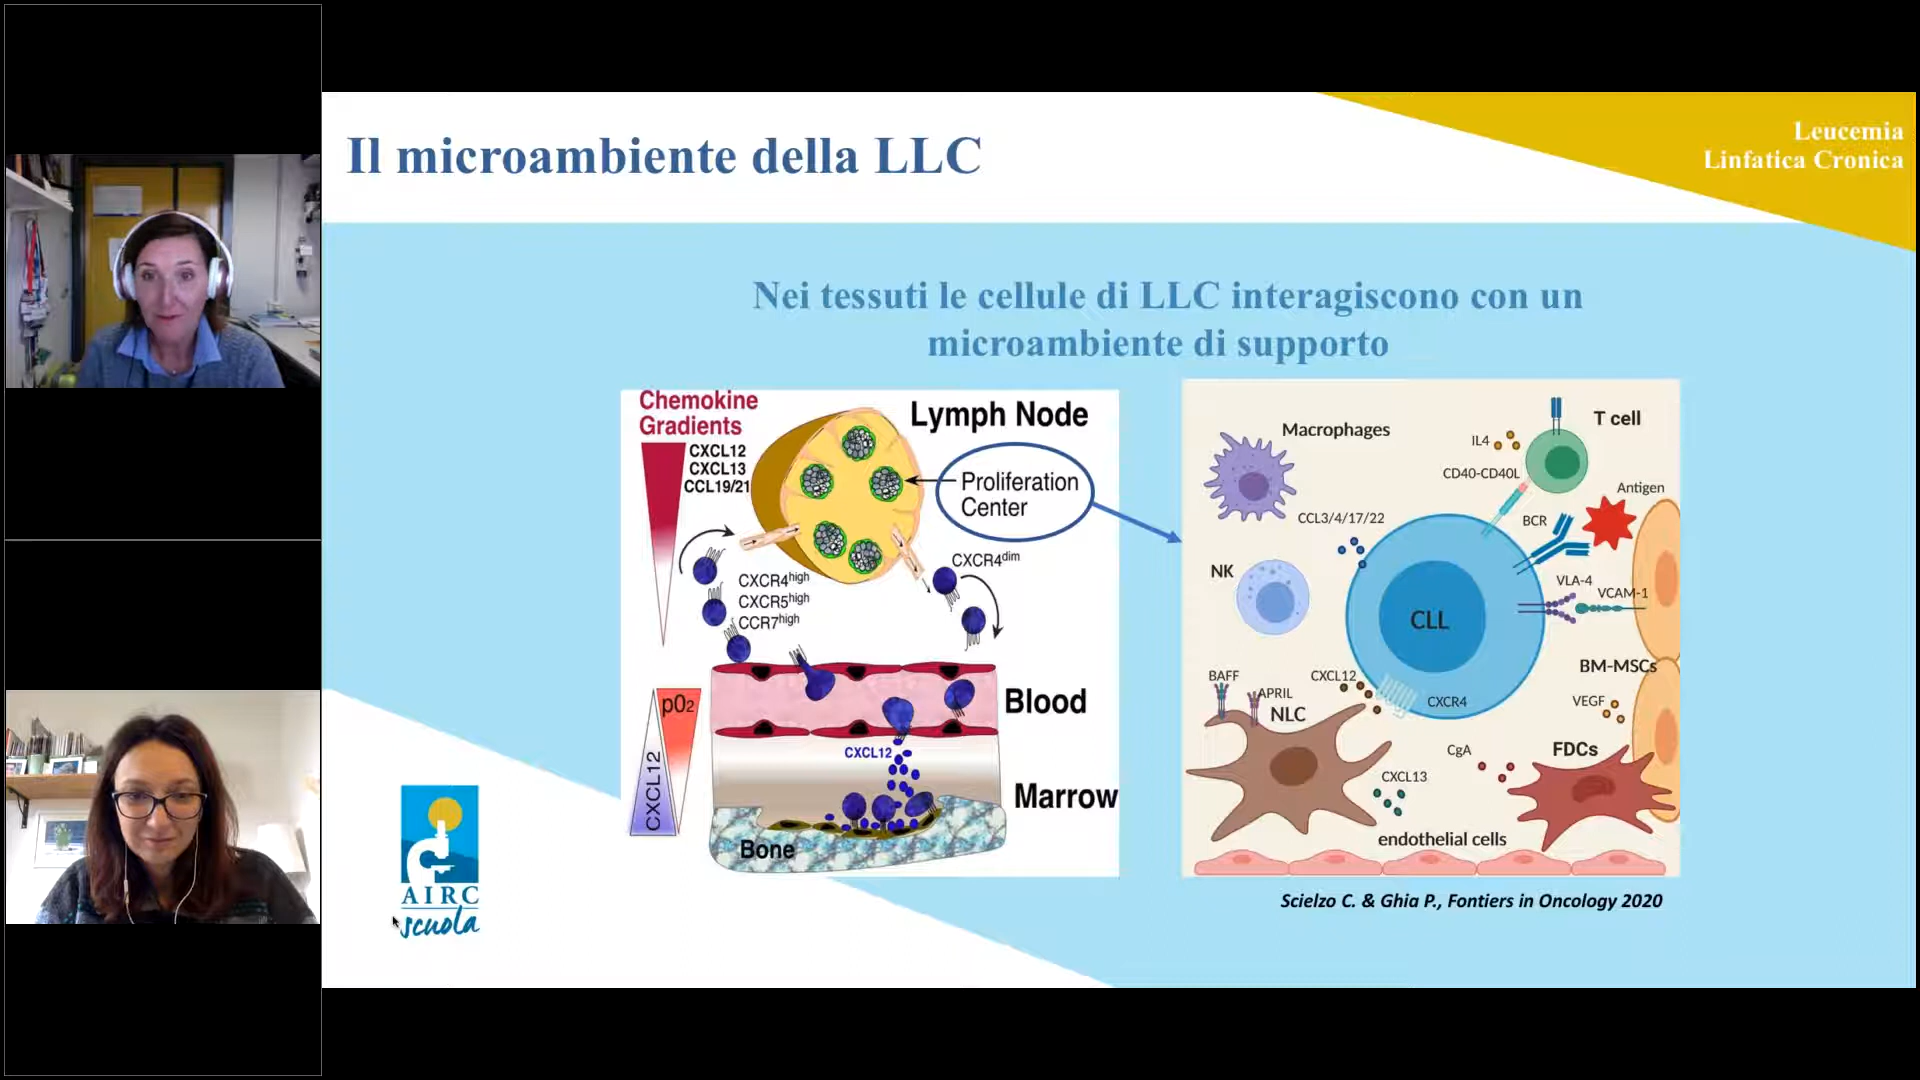 Il microambiente della LLC
Leucemia
Linfatica Cronica
Nei tessuti le cellule di LLC interagiscono con un
microambiente di supporto
Chemokine
Gradients
CXCL12
CXCL13
CCL19/21
Lymph Node
Proliferation
Center
CXCR4high
CXCR5high
CCR7high
CXCR4dim
pO2
CXCL12
Blood
CXCL12
Marrow
Bone
Macrophages
T cell
IL4
CD40-CD40L
Antigen
CCL3/4/17/22
BCR
NK
VLA-4
VCAM-1
CLL
BM-MSCs
BAFF
APRIL
CXCL12
CXCR4
VEGF
NLC
CgA
FDCs
CXCL13
endothelial cells
Scielzo C. & Ghia P., Fontiers in Oncology 2020
AIRC
scuola